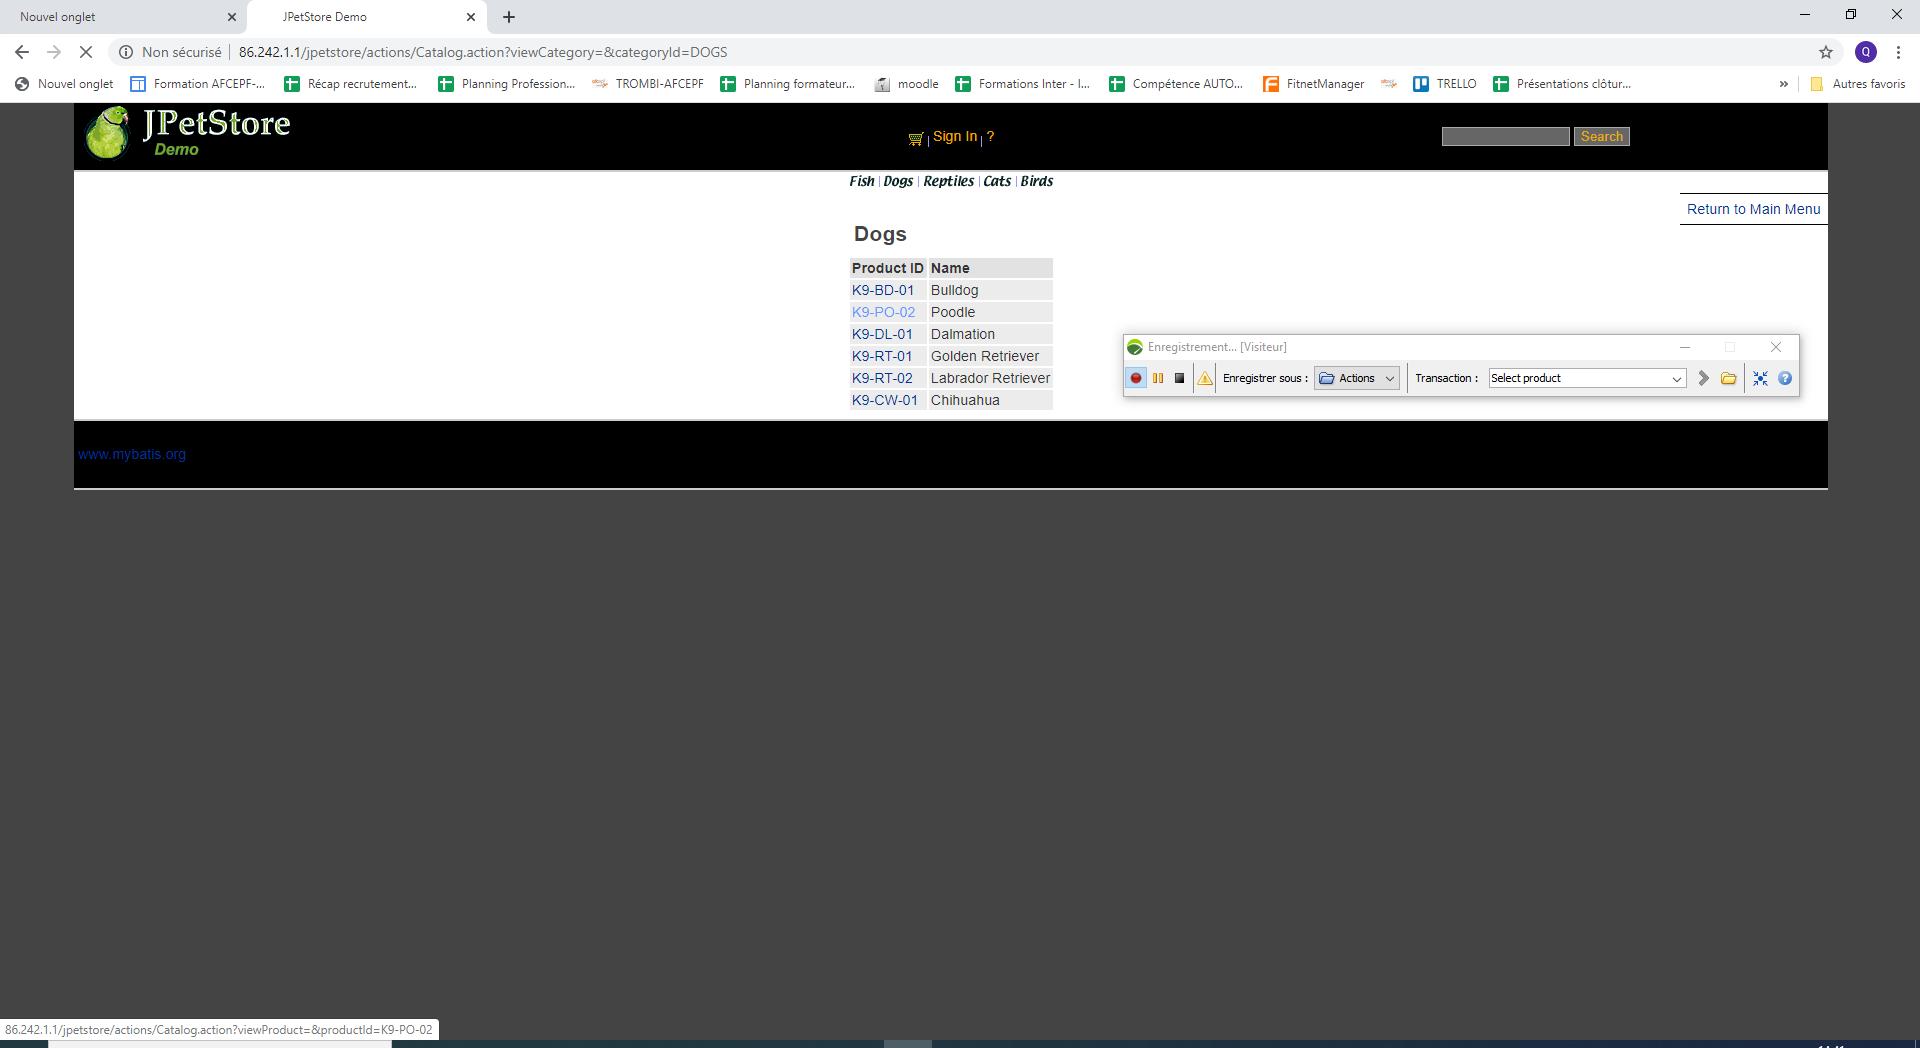 Nouvel onglet
JPetStore Demo
Non sécurisé
86.242.1.1/jpetstore/actions/Catalog.action?viewCategory=&categoryId=DOGS
Q
Nouvel onglet
Formation AFCEPF-...
Récap recrutement...
Planning Profession...
TROMBI-AFCEPF
Planning formateur...
moodle
Formations Inter - I...
Compétence AUTO...
FitnetManager
TRELLO
Présentations clôtur...
»
Autres favoris
JPetStore
Demo
Sign In
?
Search
Fish | Dogs | Reptiles | Cats | Birds
Return to Main Menu
Dogs
Product ID Name
K9-BD-01 Bulldog
K9-PO-02 Poodle
K9-DL-01 Dalmation
K9-RT-01 Golden Retriever
K9-RT-02 Labrador Retriever
K9-CW-01 Chihuahua
Enregistrement... [Visiteur]
Enregistrer sous : Actions
Transaction : Select product
www.mybatis.org
86.242.1.1/jpetstore/actions/Catalog.action?viewProduct=&productId=K9-PO-02